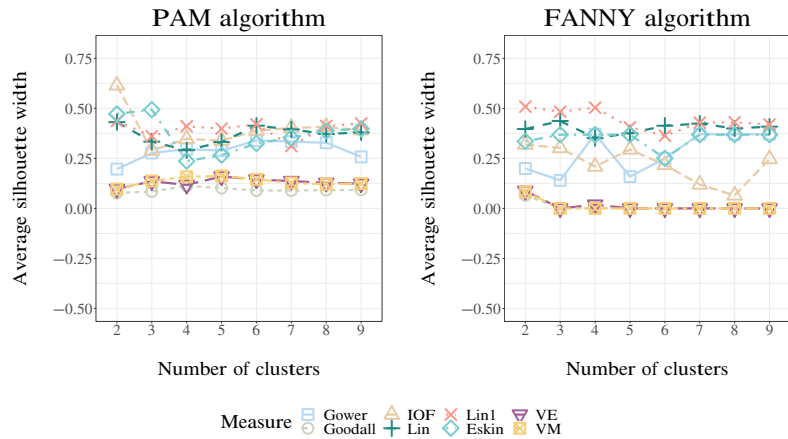 PAM algorithm
FANNY algorithm
Average silhouette width
0.75
0.50
0.25
0.00
−0.25
−0.50
2 3 4 5 6 7 8 9
Number of clusters
Average silhouette width
0.75
0.50
0.25
0.00
−0.25
−0.50
2 3 4 5 6 7 8 9
Number of clusters
Measure
Gower IOF Lin1 VE
Goodall Lin Eskin VM